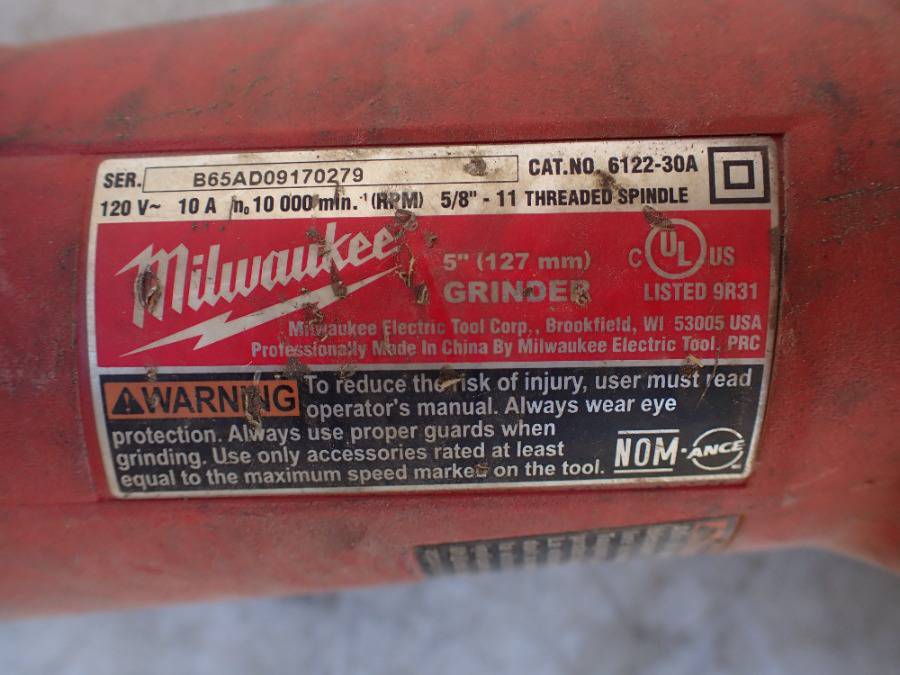 SER. B65AD09170279 CAT.NO. 6122-30A
120 V~ 10 A n₀ 10 000 min.⁻¹ (RPM) 5/8" - 11 THREADED SPINDLE
Milwaukee
5" (127 mm)
GRINDER
C UL US
LISTED 9R31
Milwaukee Electric Tool Corp., Brookfield, WI 53005 USA
Professionally Made In China By Milwaukee Electric Tool, PRC
WARNING To reduce the risk of injury, user must read
operator's manual. Always wear eye
protection. Always use proper guards when
grinding. Use only accessories rated at least
equal to the maximum speed marked on the tool.
NOM-ANCE